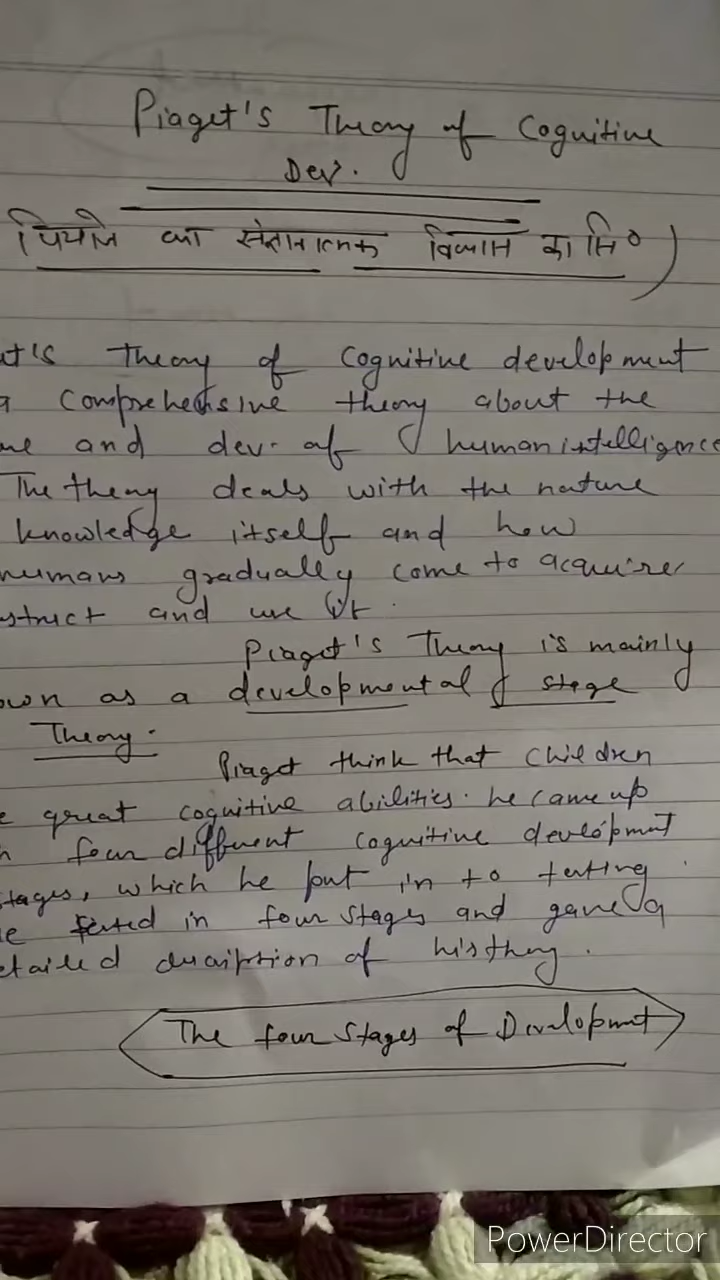 Piaget's Theory of Cognitive
Dev.
पियाजे का संज्ञानात्मक विकास का सि० )
et's Theory of Cognitive development
a Comprehensive theory about the
me and dev. of human intelligence
The theory deals with the nature
knowledge itself and how
humans gradually come to acquire
struct and use it.
Piaget's Theory is mainly
own as a developmental stage
Theory.
Piaget think that children
e great cognitive abilities. he came up
h four different cognitive development
stages, which he put in to testing.
e in four stages and gave a
etailed description of his theory.
The four Stages of Development
PowerDirector